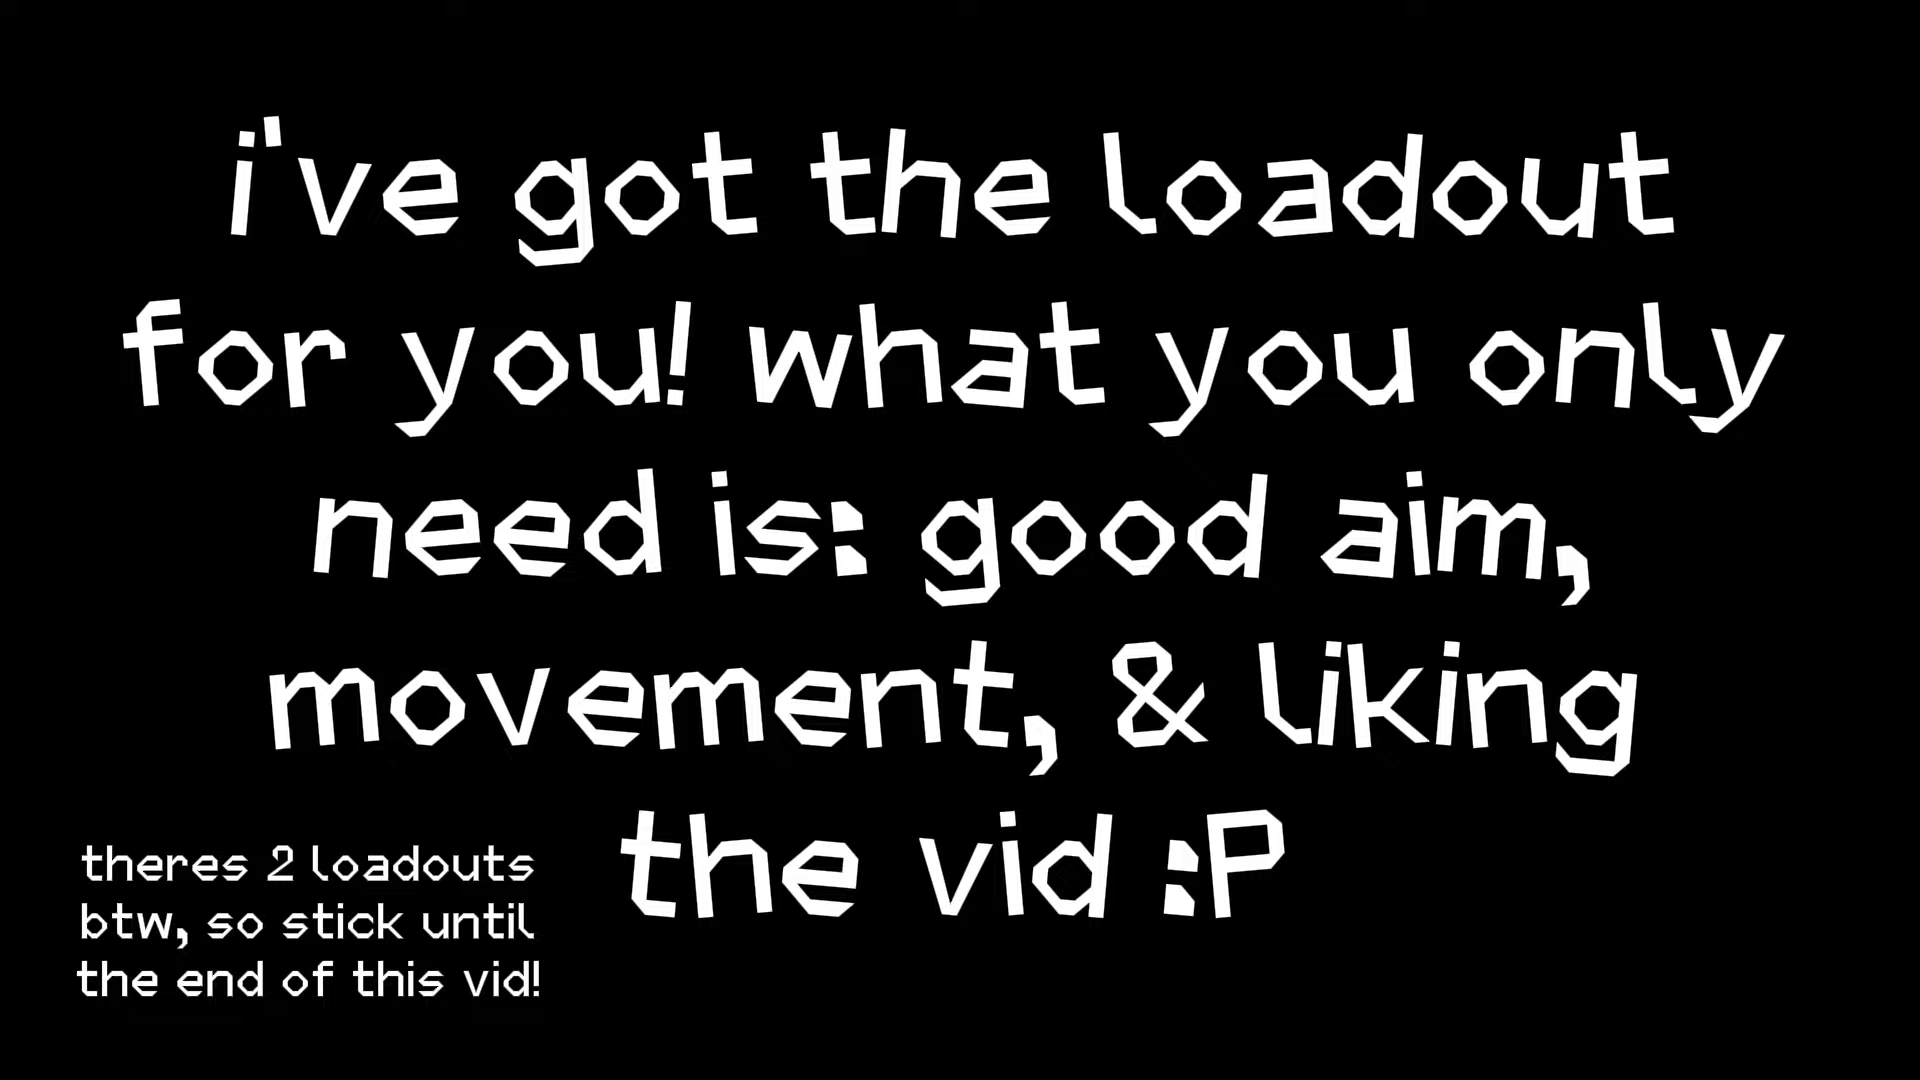 i've got the loadout
for you! what you only
need is: good aim,
movement, & liking
the vid :P
theres 2 loadouts
btw, so stick until
the end of this vid!